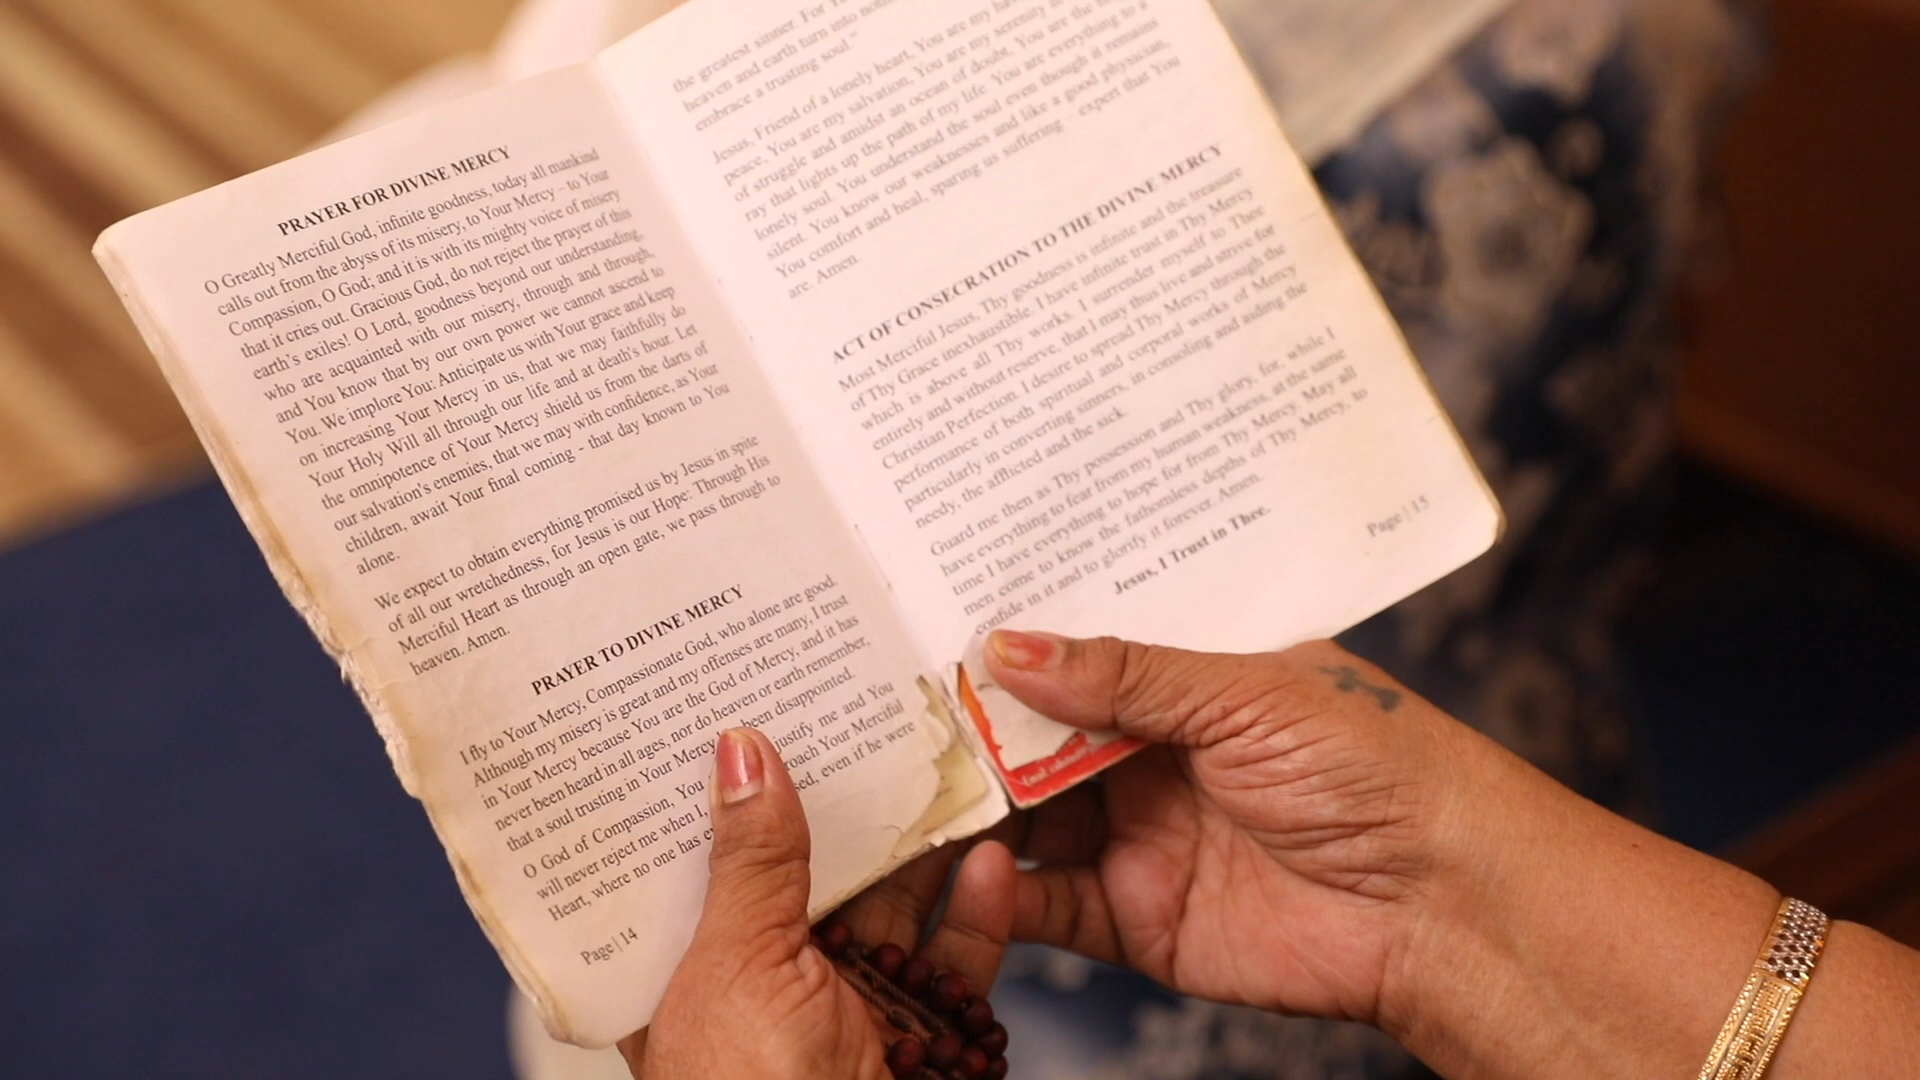 PRAYER FOR DIVINE MERCY
O Greatly Merciful God, infinite goodness, today all mankind
calls out from the abyss of its misery, to Your Mercy - to Your
Compassion, O God; and it is with its mighty voice of misery
that it cries out. Gracious God, do not reject the prayer of this
earth's exiles! O Lord, goodness beyond our understanding,
who are acquainted with our misery, through and through,
and You know that by our own power we cannot ascend to
You. We implore You: Anticipate us with Your grace and keep
on increasing Your Mercy in us, that we may faithfully do
Your Holy Will all through our life and at death's hour. Let
the omnipotence of Your Mercy shield us from the darts of
our salvation's enemies, that we may with confidence, as Your
children, await Your final coming - that day known to You
alone.
We expect to obtain everything promised us by Jesus in spite
of all our wretchedness, for Jesus is our Hope: Through His
Merciful Heart as through an open gate, we pass through to
heaven. Amen.
PRAYER TO DIVINE MERCY
I fly to Your Mercy, Compassionate God, who alone are good.
Although my misery is great and my offenses are many, I trust
in Your Mercy because You are the God of Mercy, and it has
never been heard in all ages, nor do heaven or earth remember,
that a soul trusting in Your Mercy been disappointed.
O God of Compassion, You justify me and You
will never reject me when I, Your Merciful
Heart, where no one has even if he were
Page | 14
the greatest sinner. For
heaven and earth turn into
embrace a trusting soul."
Jesus, Friend of a lonely heart, You are my
peace, You are my salvation, You are my serenity in
of struggle and amidst an ocean of doubt. You are the
ray that lights up the path of my life. You are everything to a
lonely soul. You understand the soul even though it remains
silent. You know our weaknesses and like a good physician,
You comfort and heal, sparing us suffering - expert that You
are. Amen.
ACT OF CONSECRATION TO THE DIVINE MERCY
Most Merciful Jesus, Thy goodness is infinite and the treasure
of Thy Grace inexhaustible. I have infinite trust in Thy Mercy
which is above all Thy works. I surrender myself to Thee
entirely and without reserve, that I may thus live and strive for
Christian Perfection. I desire to spread Thy Mercy through the
performance of both spiritual and corporal works of Mercy
particularly in converting sinners, in consoling and aiding the
needy, the afflicted and the sick.
Guard me then as Thy possession and Thy glory, for, while I
have everything to fear from my human weakness, at the same
time I have everything to hope for from Thy Mercy. May all
men come to know the fathomless depths of Thy Mercy, to
confide in it and to glorify it forever. Amen.
Jesus, I Trust in Thee.
Page | 15